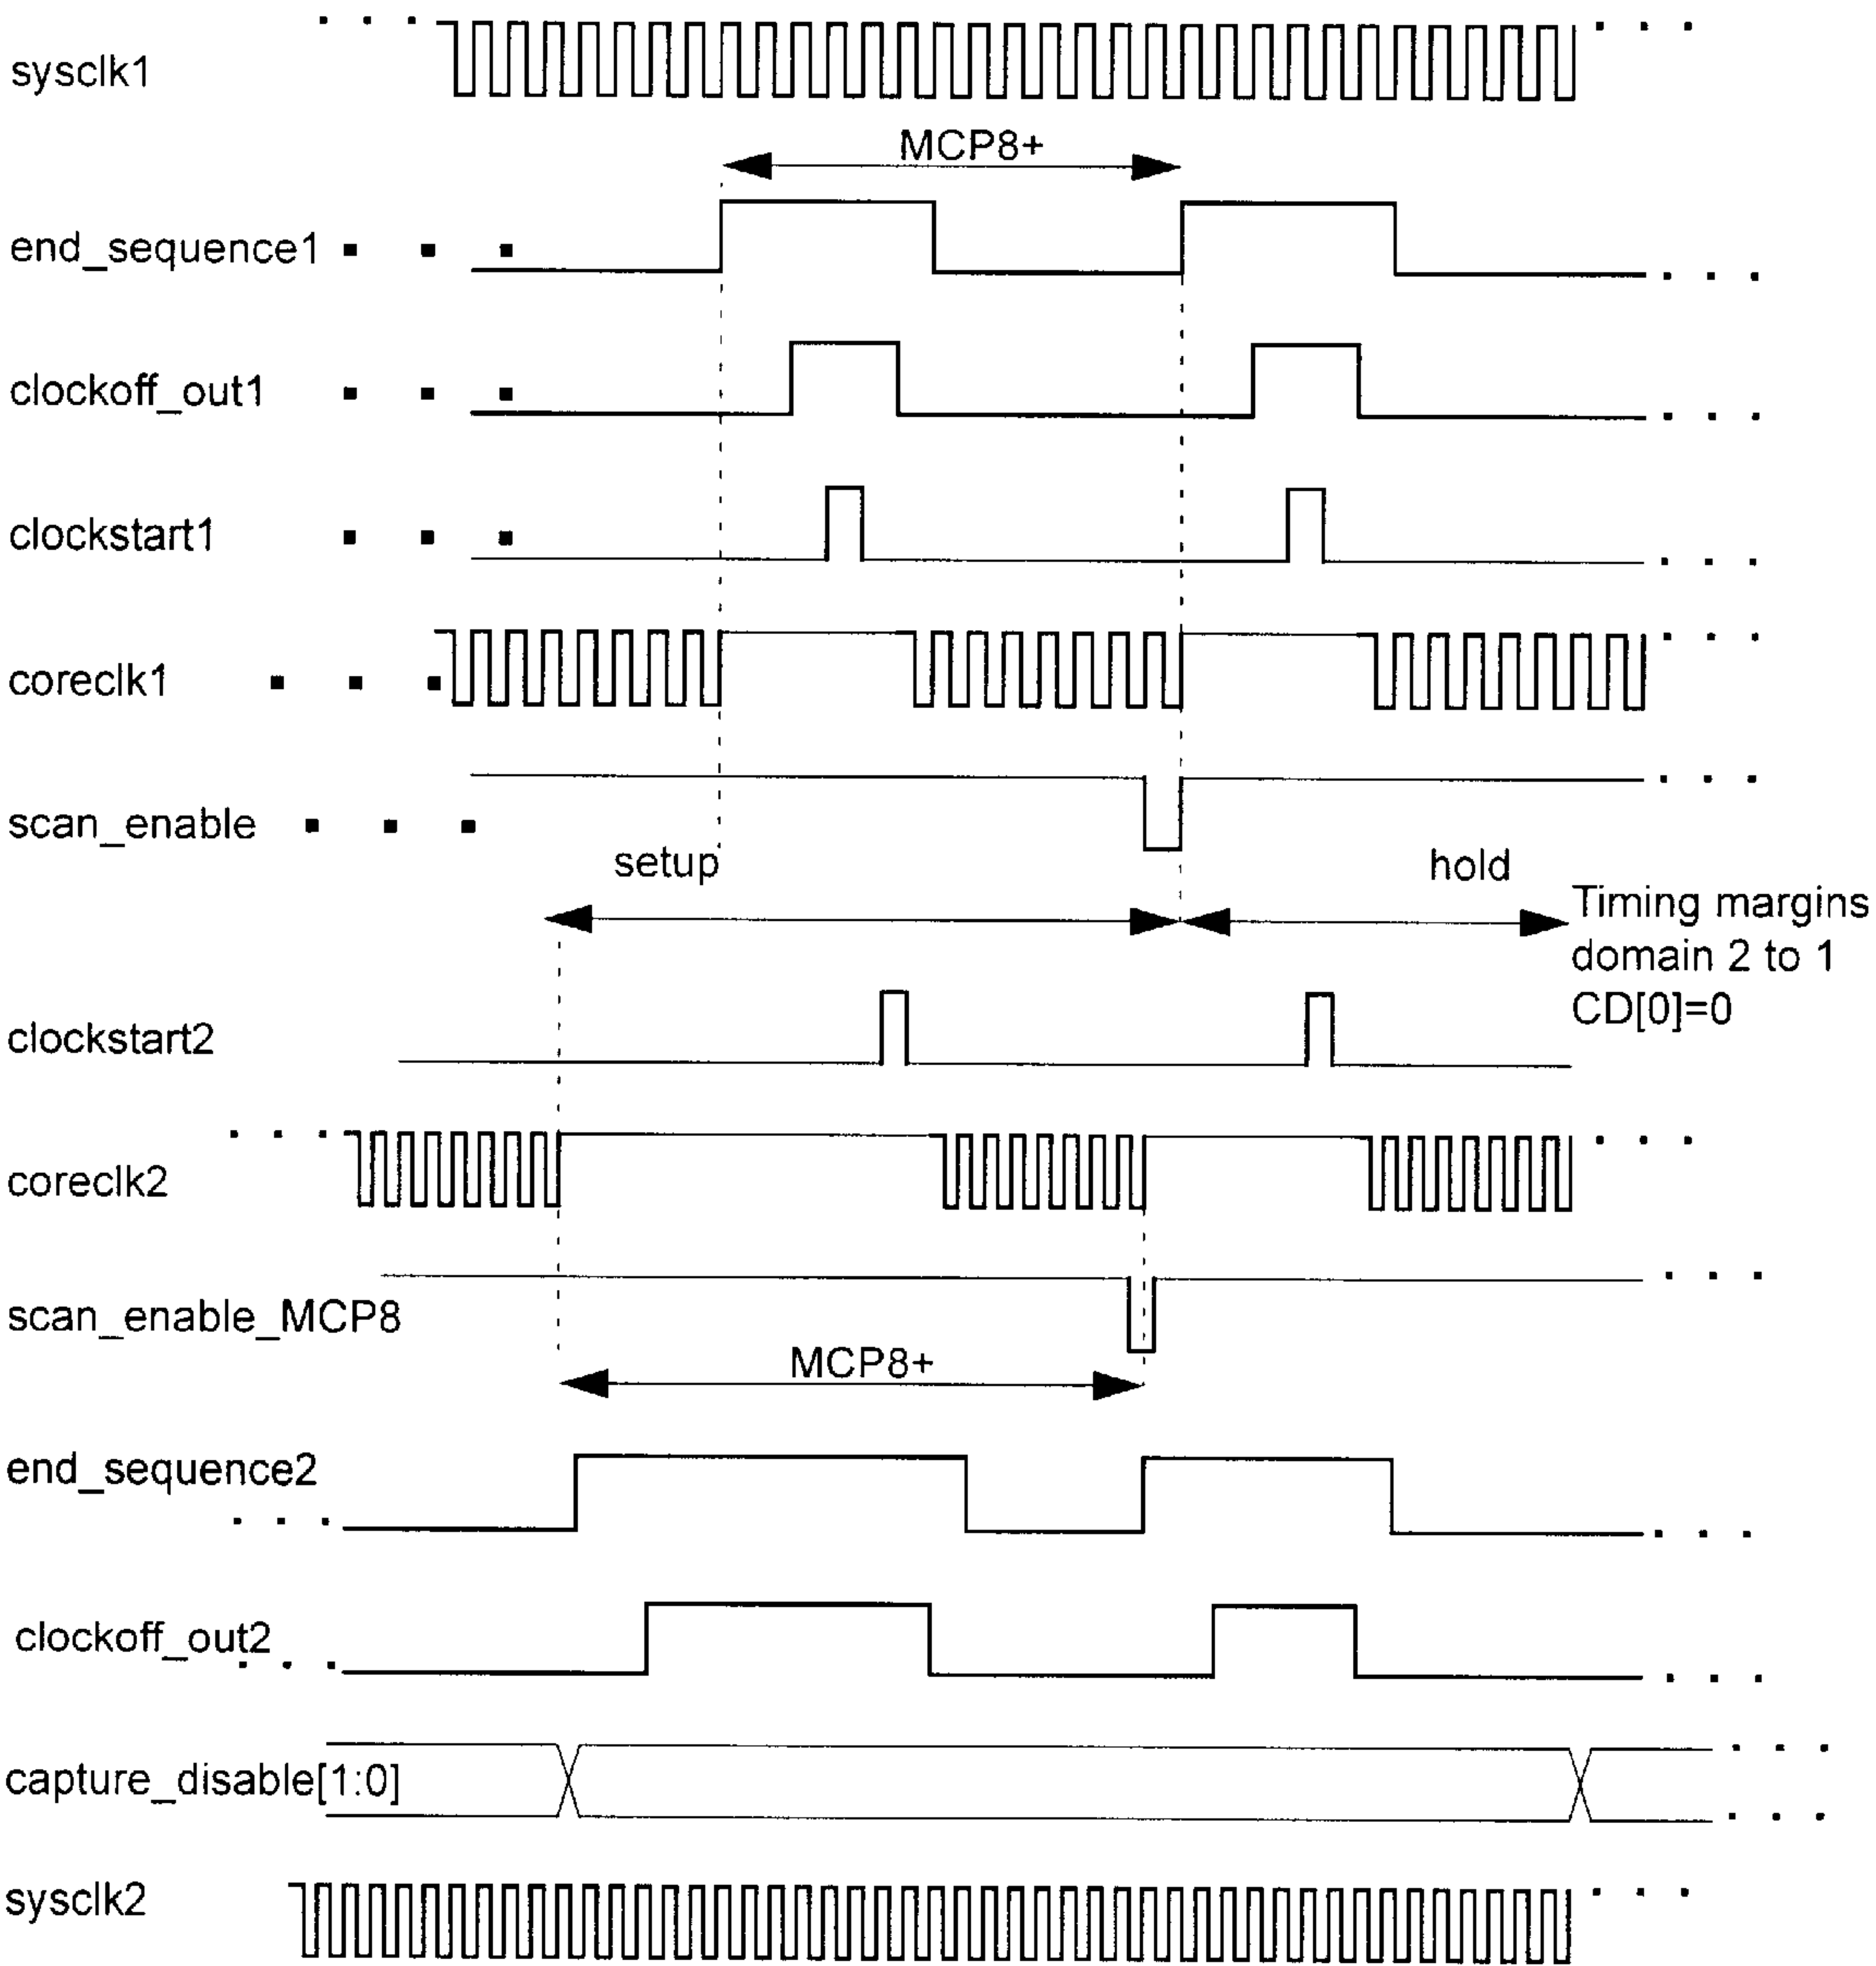 sysclk1
MCP8+
end_sequence1
clockoff_out1
clockstart1
coreclk1
scan_enable
setup
hold
Timing margins
domain 2 to 1
CD[0]=0
clockstart2
coreclk2
scan_enable_MCP8
MCP8+
end_sequence2
clockoff_out2
capture_disable[1:0]
sysclk2